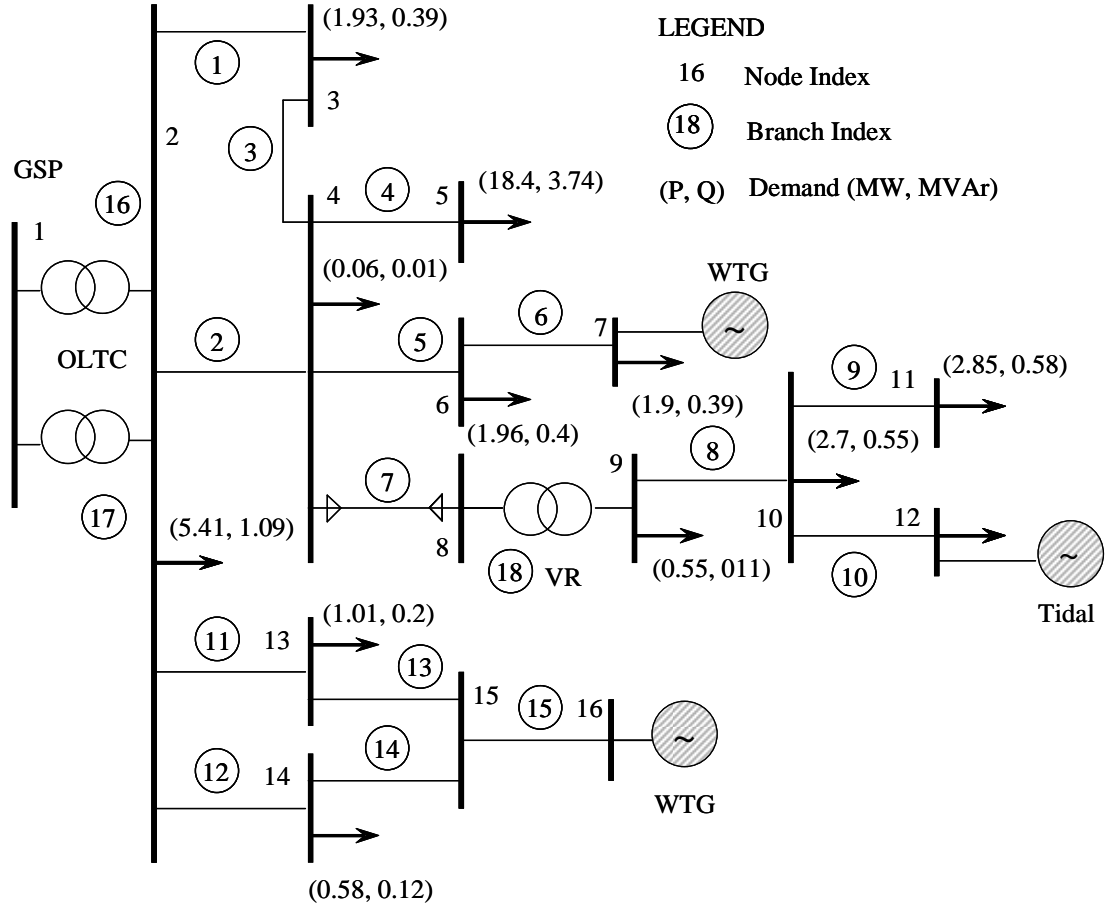 (1.93, 0.39)
LEGEND
1
16 Node Index
3
2
18 Branch Index
3
GSP
4 4 5 (18.4, 3.74)
(P, Q) Demand (MW, MVAr)
16
1
(0.06, 0.01)
WTG
6 7 ~
2 5
OLTC
9 11 (2.85, 0.58)
6
(1.9, 0.39)
(1.96, 0.4)
(2.7, 0.55)
8
9
7
17
(5.41, 1.09)
10 12
8
~
18 VR
(0.55, 011)
10
Tidal
(1.01, 0.2)
11 13
13
15 15 16
14
~
12 14
WTG
(0.58, 0.12)